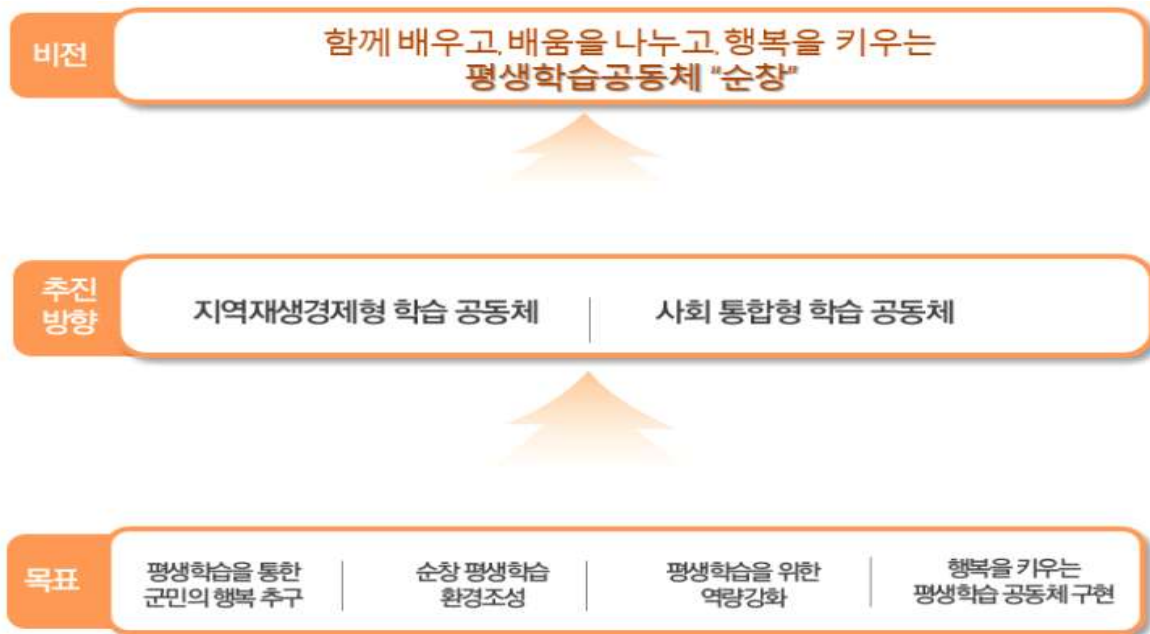 비전
함께 배우고, 배움을 나누고, 행복을 키우는
평생학습공동체 "순창"
추진
방향
지역재생경제형 학습 공동체
사회 통합형 학습 공동체
목표
평생학습을 통한
군민의 행복 추구
순창 평생학습
환경조성
평생학습을 위한
역량강화
행복을 키우는
평생학습 공동체 구현